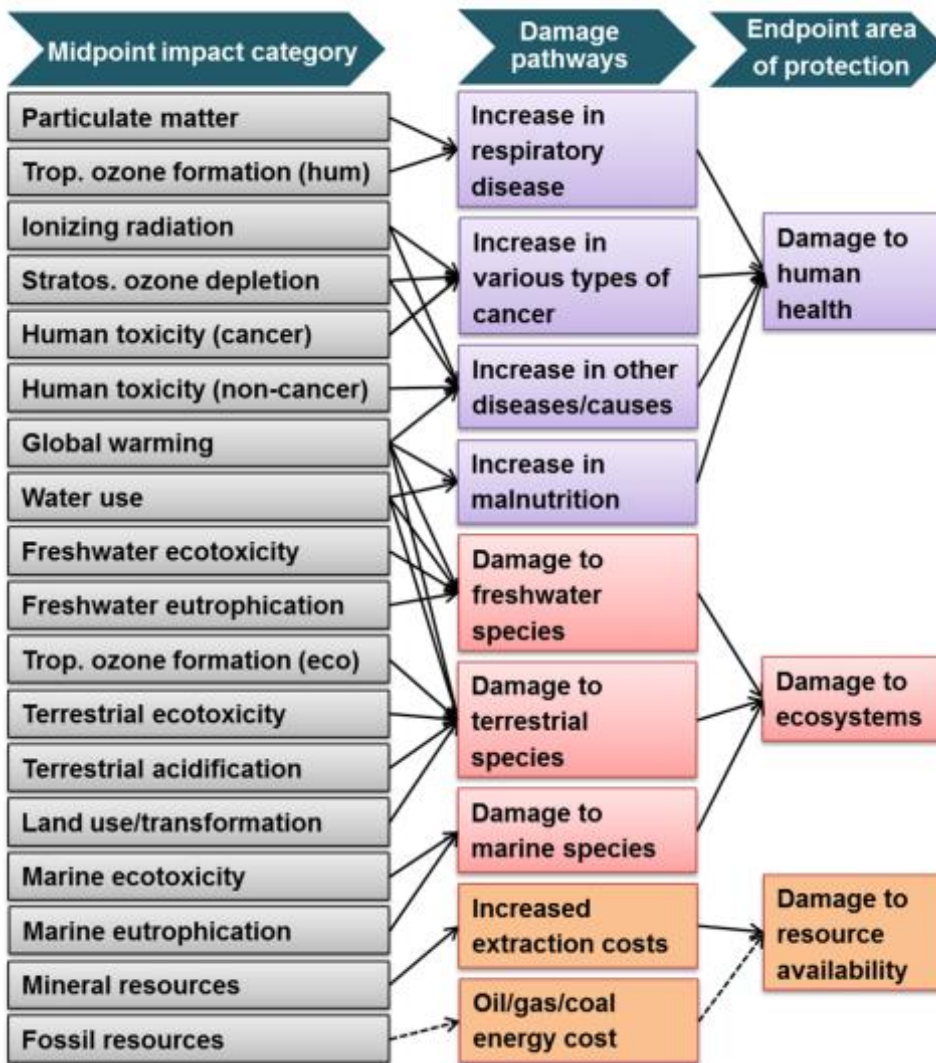 Midpoint impact category
Damage
pathways
Endpoint area
of protection
Particulate matter
Trop. ozone formation (hum)
Ionizing radiation
Stratos. ozone depletion
Human toxicity (cancer)
Human toxicity (non-cancer)
Global warming
Water use
Freshwater ecotoxicity
Freshwater eutrophication
Trop. ozone formation (eco)
Terrestrial ecotoxicity
Terrestrial acidification
Land use/transformation
Marine ecotoxicity
Marine eutrophication
Mineral resources
Fossil resources
Increase in
respiratory
disease
Increase in
various types of
cancer
Increase in other
diseases/causes
Increase in
malnutrition
Damage to
freshwater
species
Damage to
terrestrial
species
Damage to
marine species
Increased
extraction costs
Oil/gas/coal
energy cost
Damage to
human
health
Damage to
ecosystems
Damage to
resource
availability